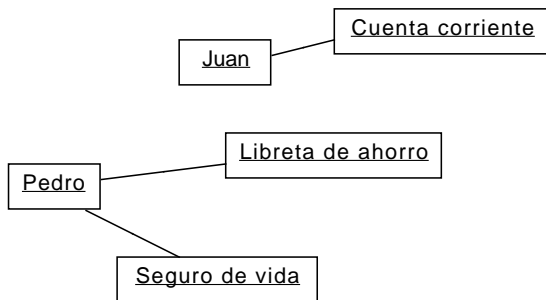 Cuenta corriente
Juan
Libreta de ahorro
Pedro
Seguro de vida